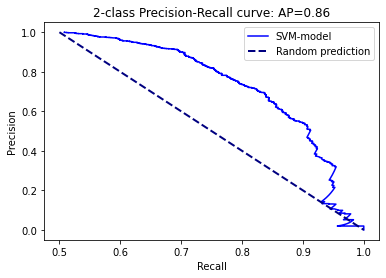 2-class Precision-Recall curve: AP=0.86
SVM-model
Random prediction
Precision
1.0
0.8
0.6
0.4
0.2
0.0
0.5
0.6
0.7
0.8
0.9
1.0
Recall